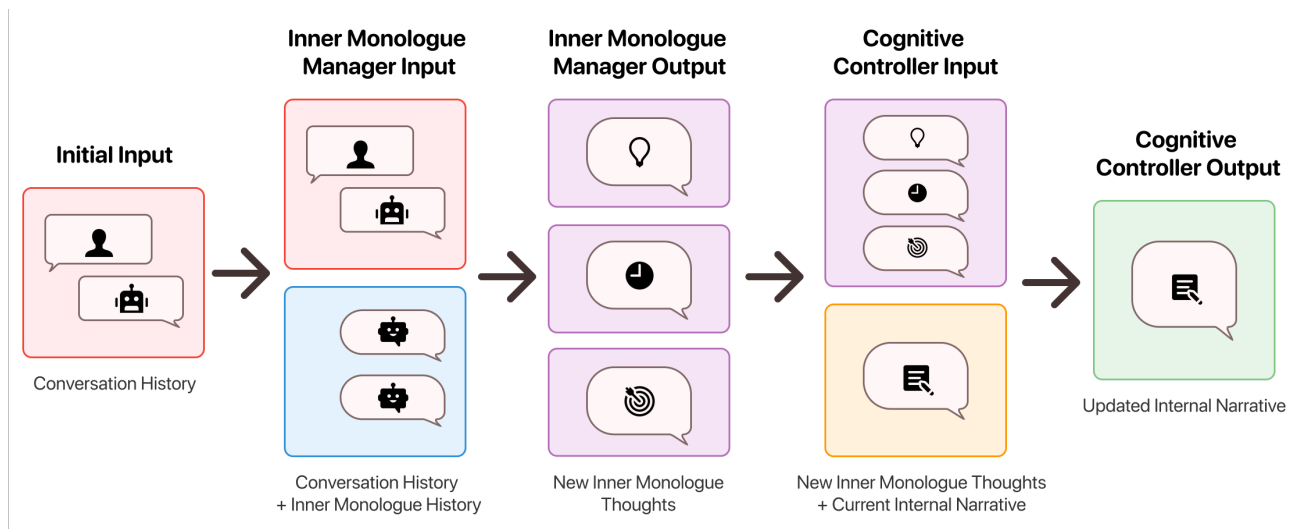 Initial Input
Conversation History
Inner Monologue
Manager Input
Conversation History
+ Inner Monologue History
Inner Monologue
Manager Output
New Inner Monologue
Thoughts
Cognitive
Controller Input
New Inner Monologue Thoughts
+ Current Internal Narrative
Cognitive
Controller Output
Updated Internal Narrative